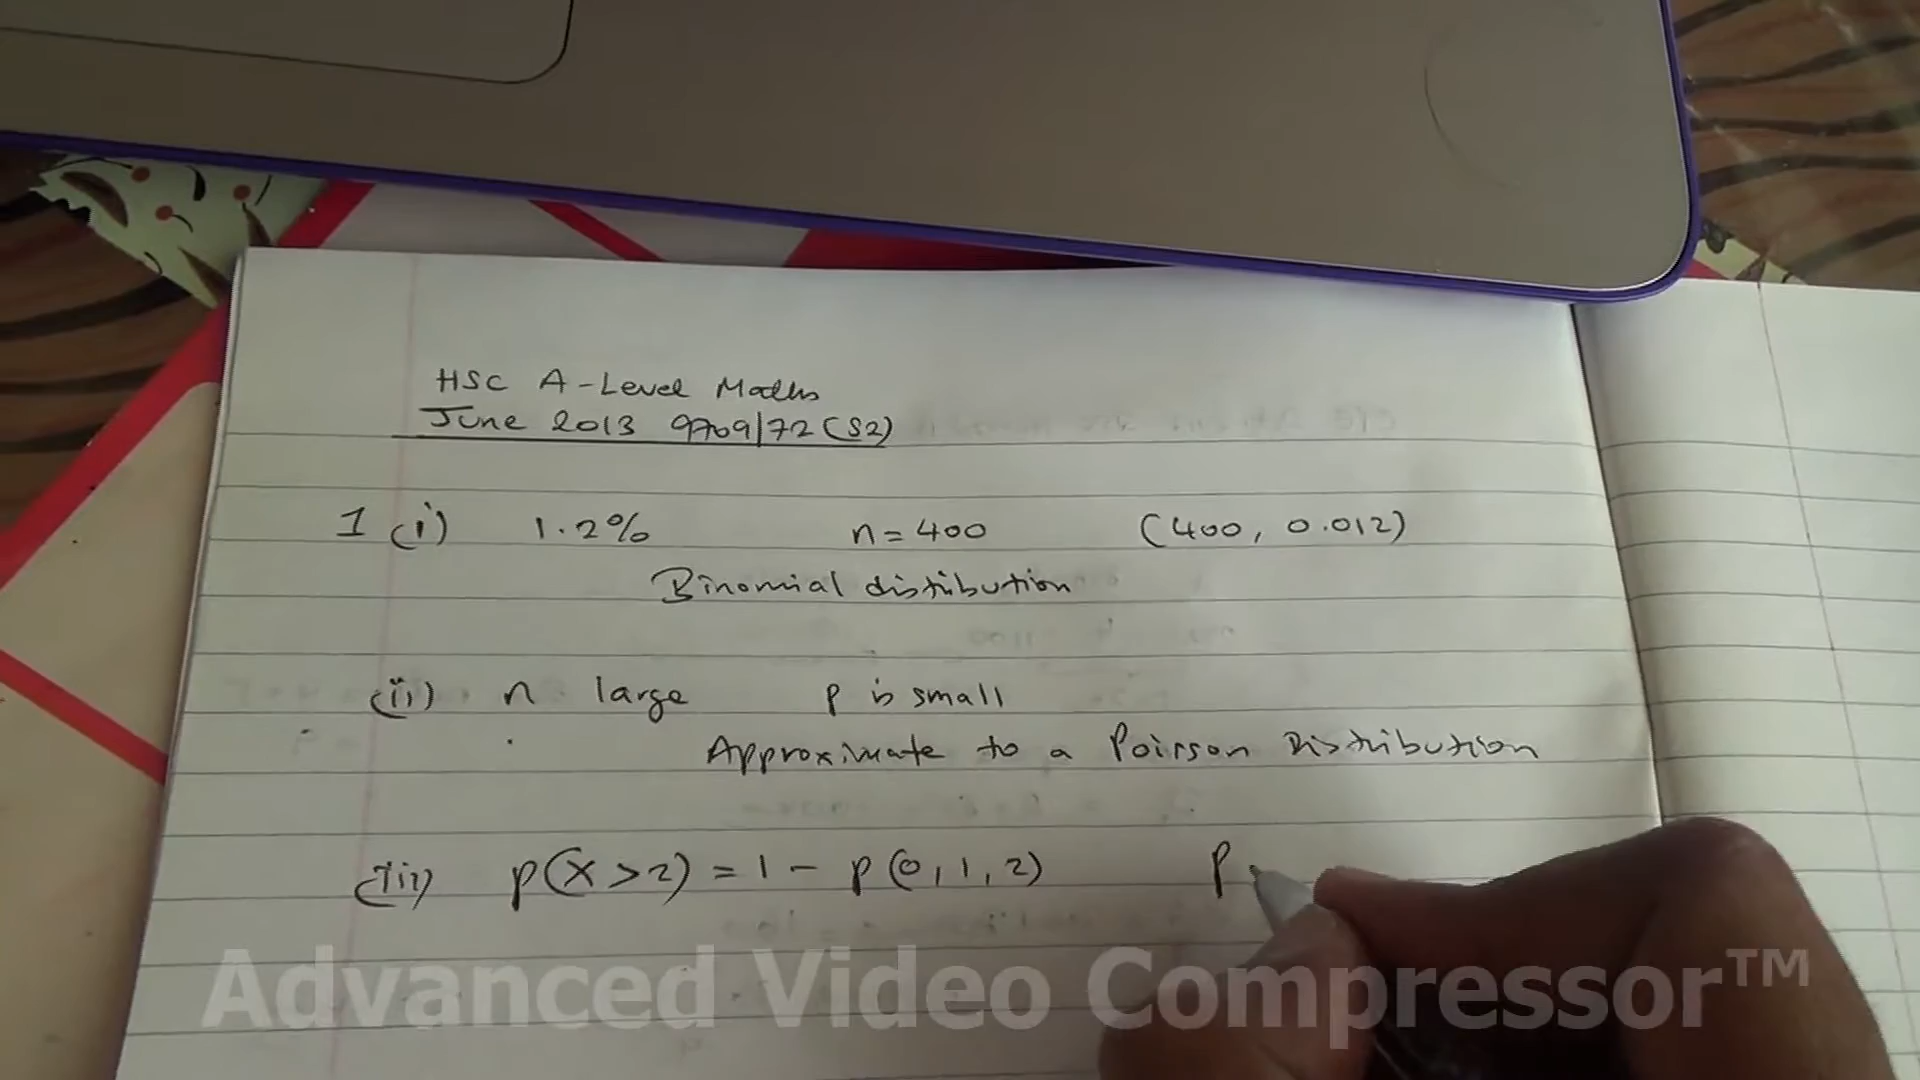 HSC A-Level Maths
June 2013 9709/72 (S2)
1 (i) 1.2% n = 400 (400, 0.012)
Binomial distribution
(ii) n large p is small
Approximate to a Poisson Distribution
(iii) p(X > 2) = 1 - p(0, 1, 2) P
Advanced Video Compressor™